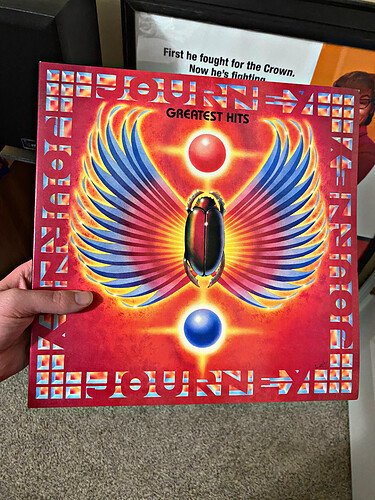 First he fought for the Crown.
Now he's fighting
JOURNEY
GREATEST HITS
JOURNEY
JOURNEY
JOURNEY